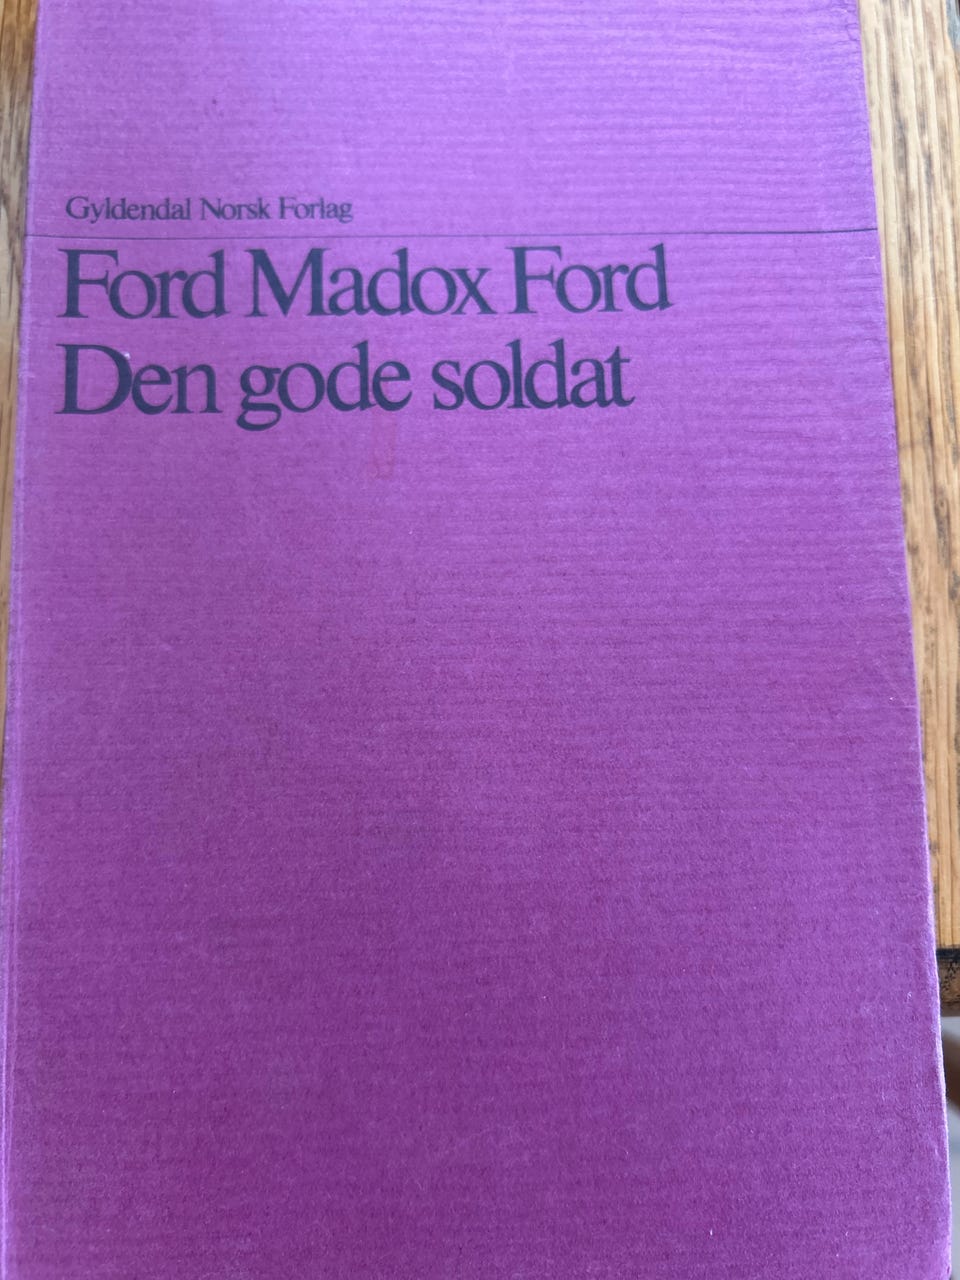 Gyldendal Norsk Forlag
Ford Madox Ford
Den gode soldat